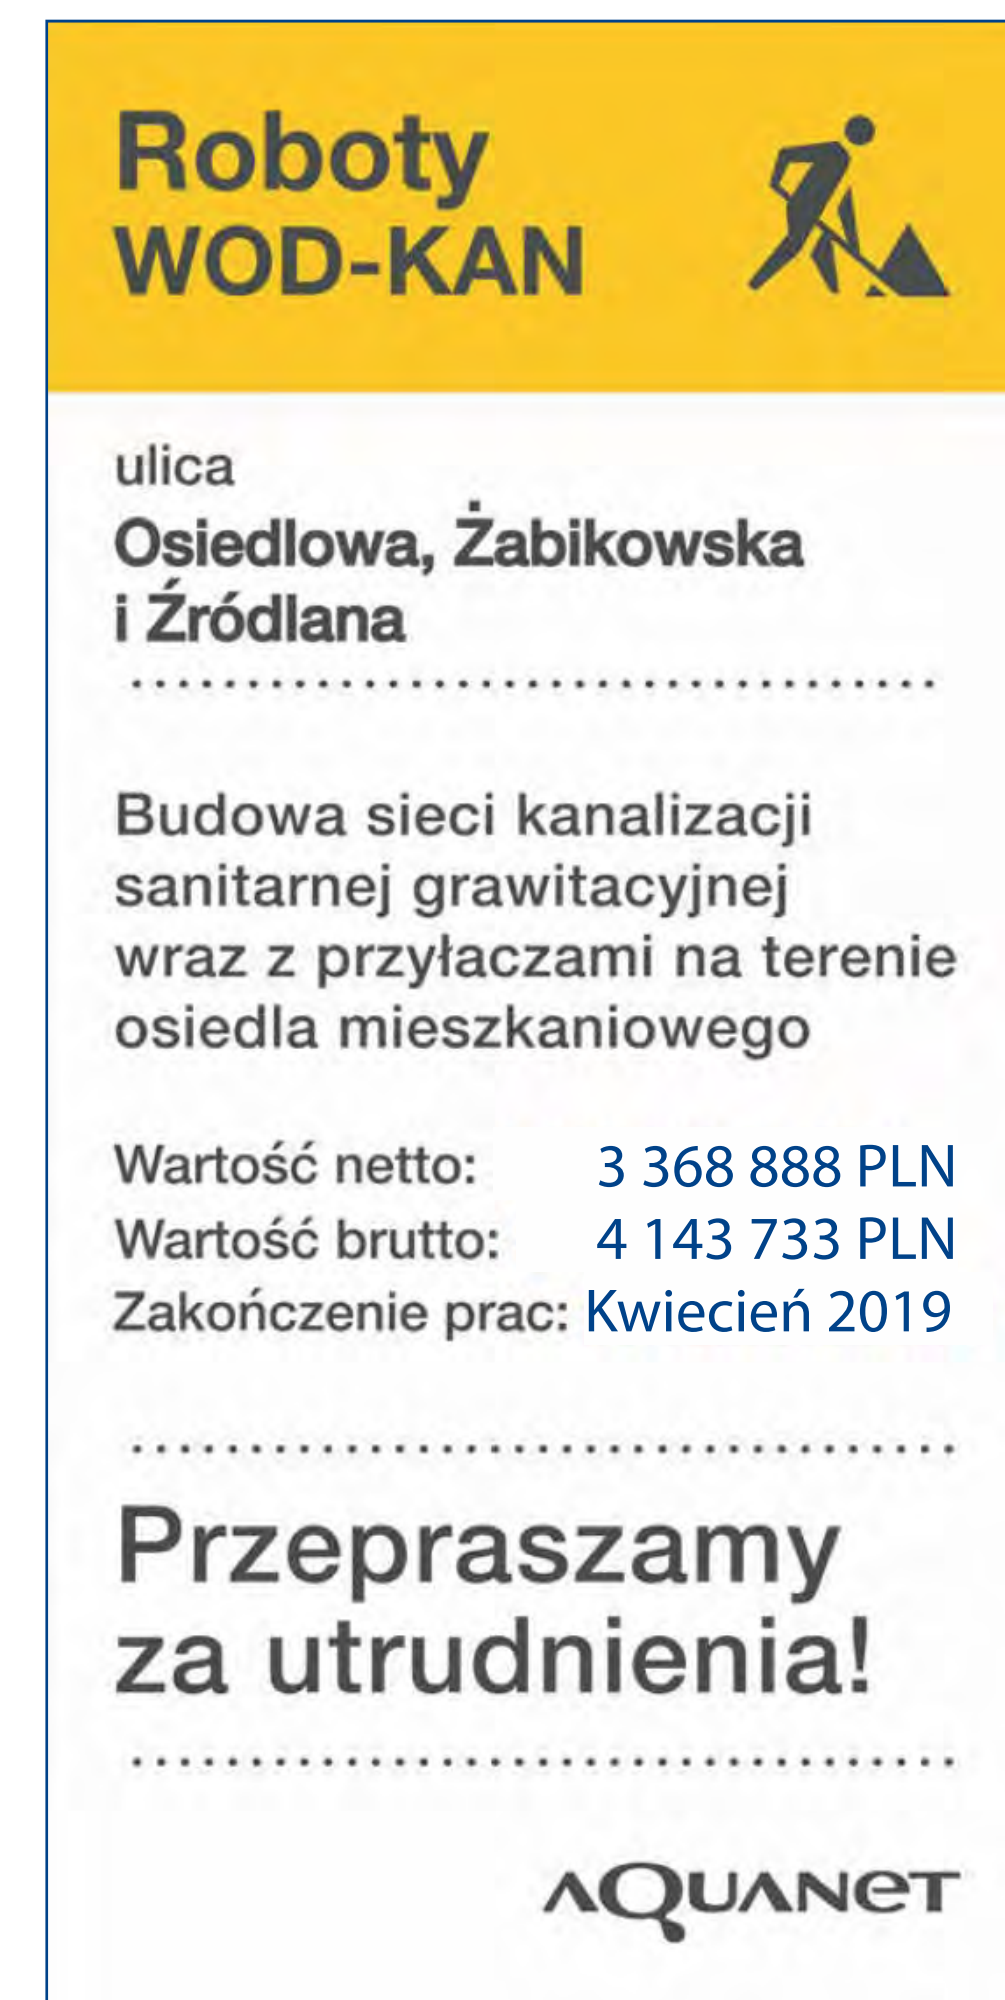 Roboty
WOD-KAN
ulica
Osiedlowa, Żabikowska
i Źródlana
Budowa sieci kanalizacji
sanitarnej grawitacyjnej
wraz z przyłaczami na terenie
osiedla mieszkaniowego
Wartość netto: 3 368 888 PLN
Wartość brutto: 4 143 733 PLN
Zakończenie prac: Kwiecień 2019
Przepraszamy
za utrudnienia!
AQUANET